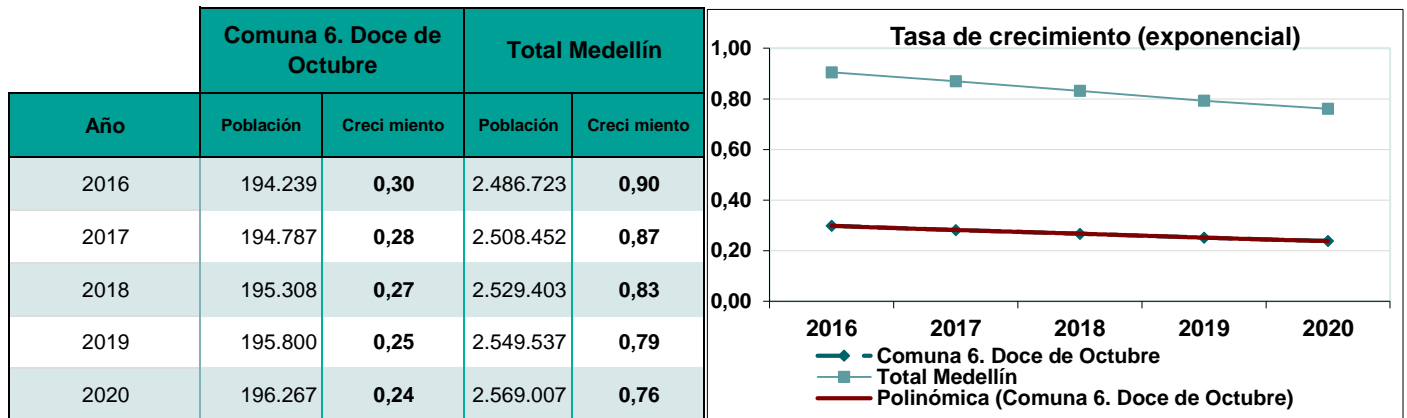 Comuna 6. Doce de
Octubre
Total Medellín
Año Población Creci miento Población Creci miento
2016 194.239 0,30 2.486.723 0,90
2017 194.787 0,28 2.508.452 0,87
2018 195.308 0,27 2.529.403 0,83
2019 195.800 0,25 2.549.537 0,79
2020 196.267 0,24 2.569.007 0,76
Tasa de crecimiento (exponencial)
1,00
0,80
0,60
0,40
0,20
0,00
2016 2017 2018 2019 2020
Comuna 6. Doce de Octubre
Total Medellín
Polinómica (Comuna 6. Doce de Octubre)